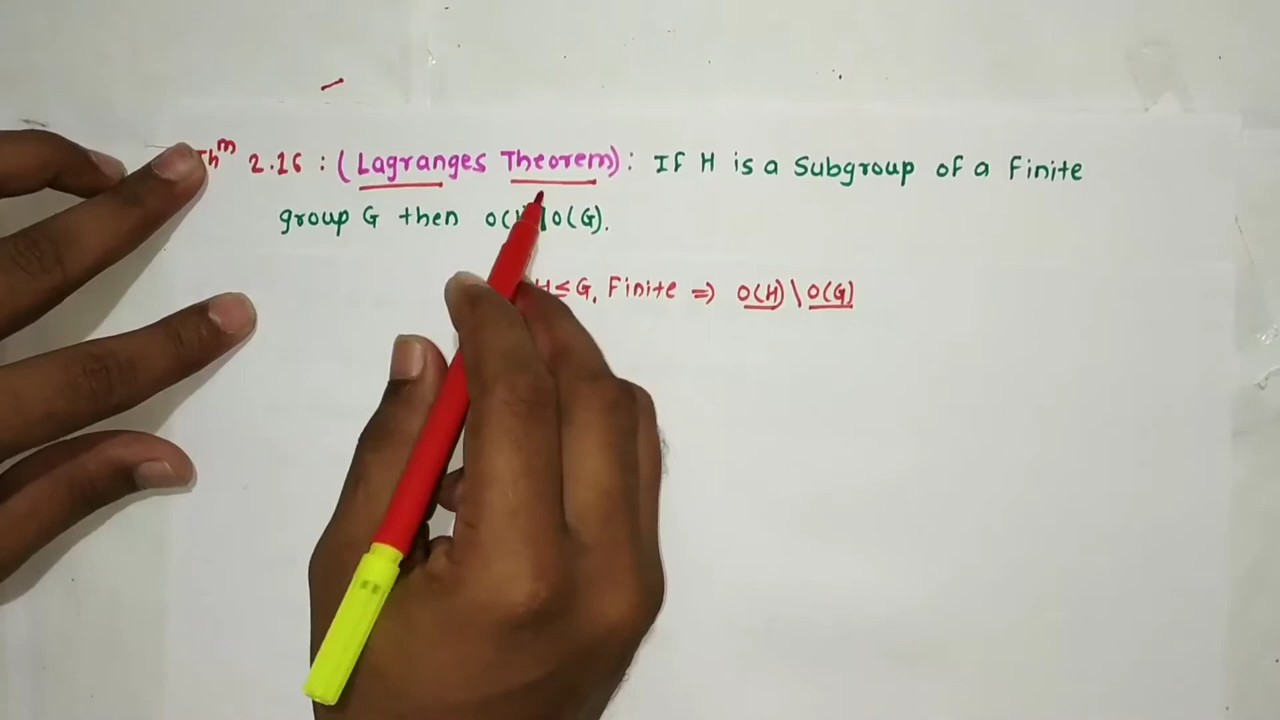 Thm 2.16 : (Lagranges Theorem) : If H is a Subgroup of a Finite
group G then O(H)\O(G).
H ≤ G, Finite ⇒ O(H) \ O(G)